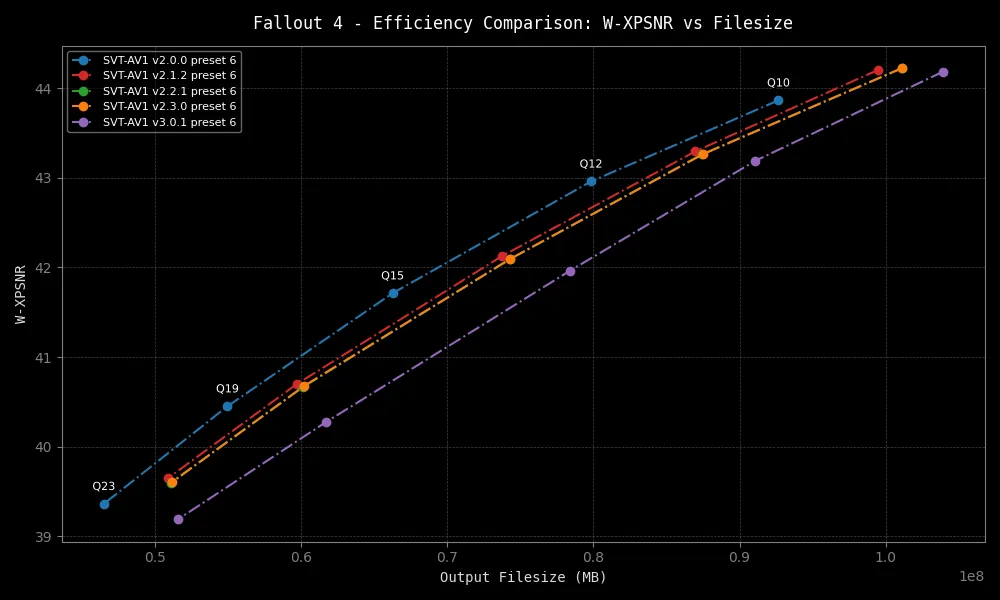 Fallout 4 - Efficiency Comparison: W-XPSNR vs Filesize
SVT-AV1 v2.0.0 preset 6
SVT-AV1 v2.1.2 preset 6
SVT-AV1 v2.2.1 preset 6
SVT-AV1 v2.3.0 preset 6
SVT-AV1 v3.0.1 preset 6
Q10
Q12
Q15
Q19
Q23
W-XPSNR
44
43
42
41
40
39
0.5 0.6 0.7 0.8 0.9 1.0
1e8
Output Filesize (MB)